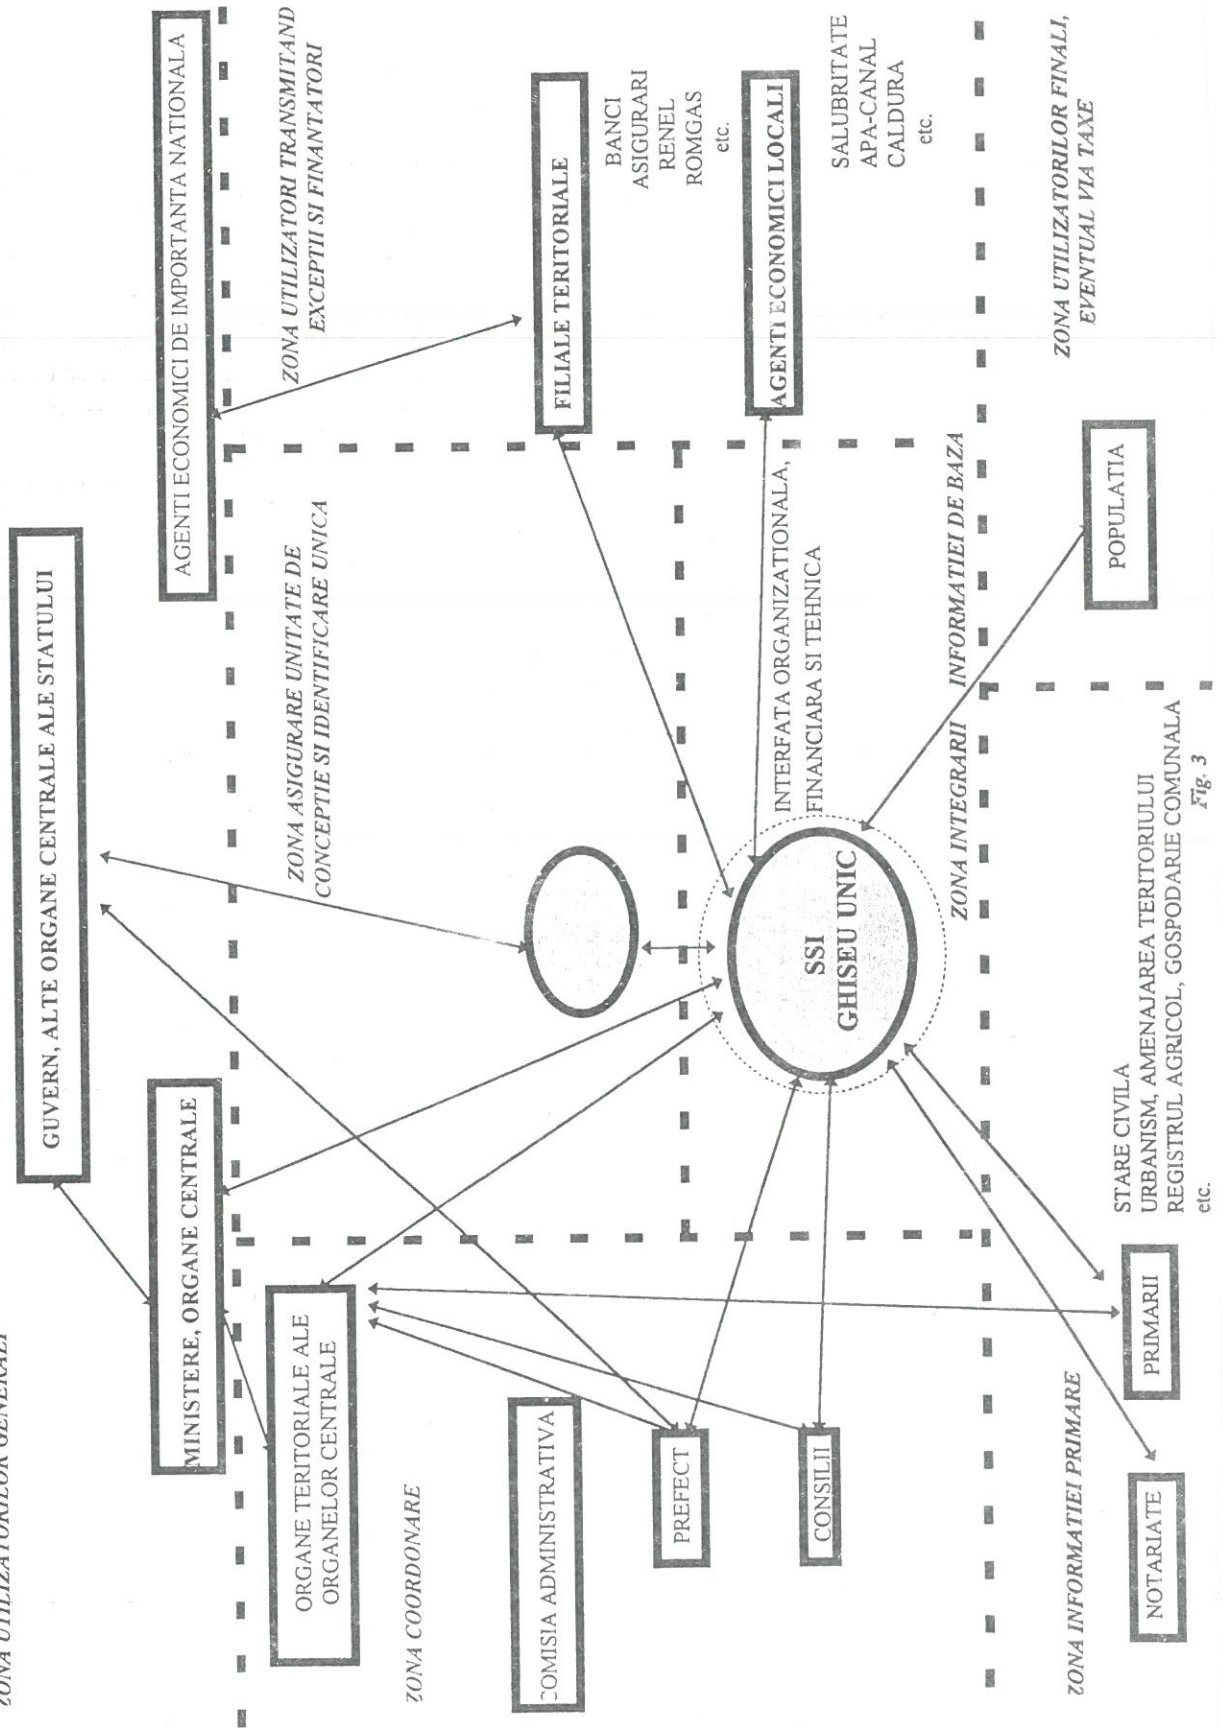 ZONA UTILIZATORILOR GENERALI
GUVERN, ALTE ORGANE CENTRALE ALE STATULUI
MINISTERE, ORGANE CENTRALE
AGENTI ECONOMICI DE IMPORTANTA NATIONALA
ORGANE TERITORIALE ALE
ORGANELOR CENTRALE
ZONA ASIGURARE UNITATE DE
CONCEPTIE SI IDENTIFICARE UNICA
ZONA UTILIZATORI TRANSMITAND
EXCEPTII SI FINANTATORI
ZONA COORDONARE
COMISIA ADMINISTRATIVA
FILIALE TERITORIALE
BANCI
ASIGURARI
RENEL
ROMGAS
etc.
PREFECT
CONSILII
SSI
GHISEU UNIC
INTERFATA ORGANIZATIONALA,
FINANCIARA SI TEHNICA
AGENTI ECONOMICI LOCALI
SALUBRITATE
APA-CANAL
CALDURA
etc.
ZONA INTEGRARII INFORMATIEI DE BAZA
ZONA INFORMATIEI PRIMARE
ZONA UTILIZATORILOR FINALI,
EVENTUAL VIA TAXE
NOTARIATE
PRIMARII
STARE CIVILA
URBANISM, AMENAJAREA TERITORIULUI
REGISTRUL AGRICOL, GOSPODARIE COMUNALA
etc.
POPULATIA
Fig. 3